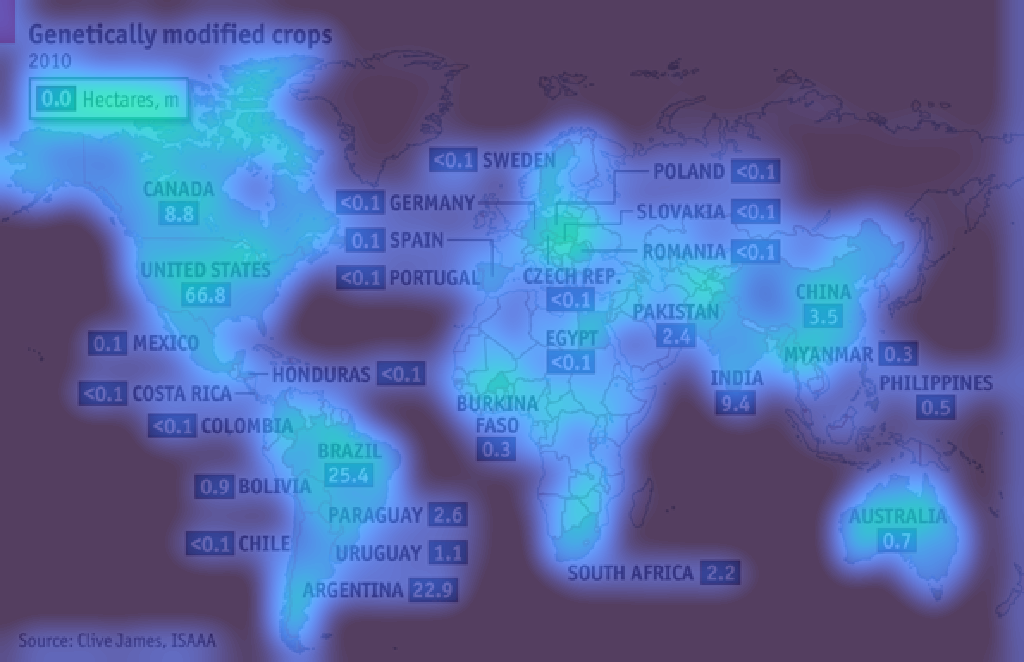 Genetically modified crops
2010
0.0 Hectares, m
<0.1 SWEDEN
POLAND <0.1
CANADA
8.8
<0.1 GERMANY
SLOVAKIA <0.1
0.1 SPAIN
ROMANIA <0.1
UNITED STATES
66.8
<0.1 PORTUGAL
CZECH REP.
<0.1
CHINA
3.5
PAKISTAN
2.4
EGYPT
<0.1
0.1 MEXICO
MYANMAR 0.3
HONDURAS <0.1
INDIA
9.4
PHILIPPINES
0.5
<0.1 COSTA RICA
BURKINA
FASO
0.3
<0.1 COLOMBIA
BRAZIL
25.4
0.9 BOLIVIA
PARAGUAY 2.6
AUSTRALIA
0.7
<0.1 CHILE
URUGUAY 1.1
SOUTH AFRICA 2.2
ARGENTINA 22.9
Source: Clive James, ISAAA